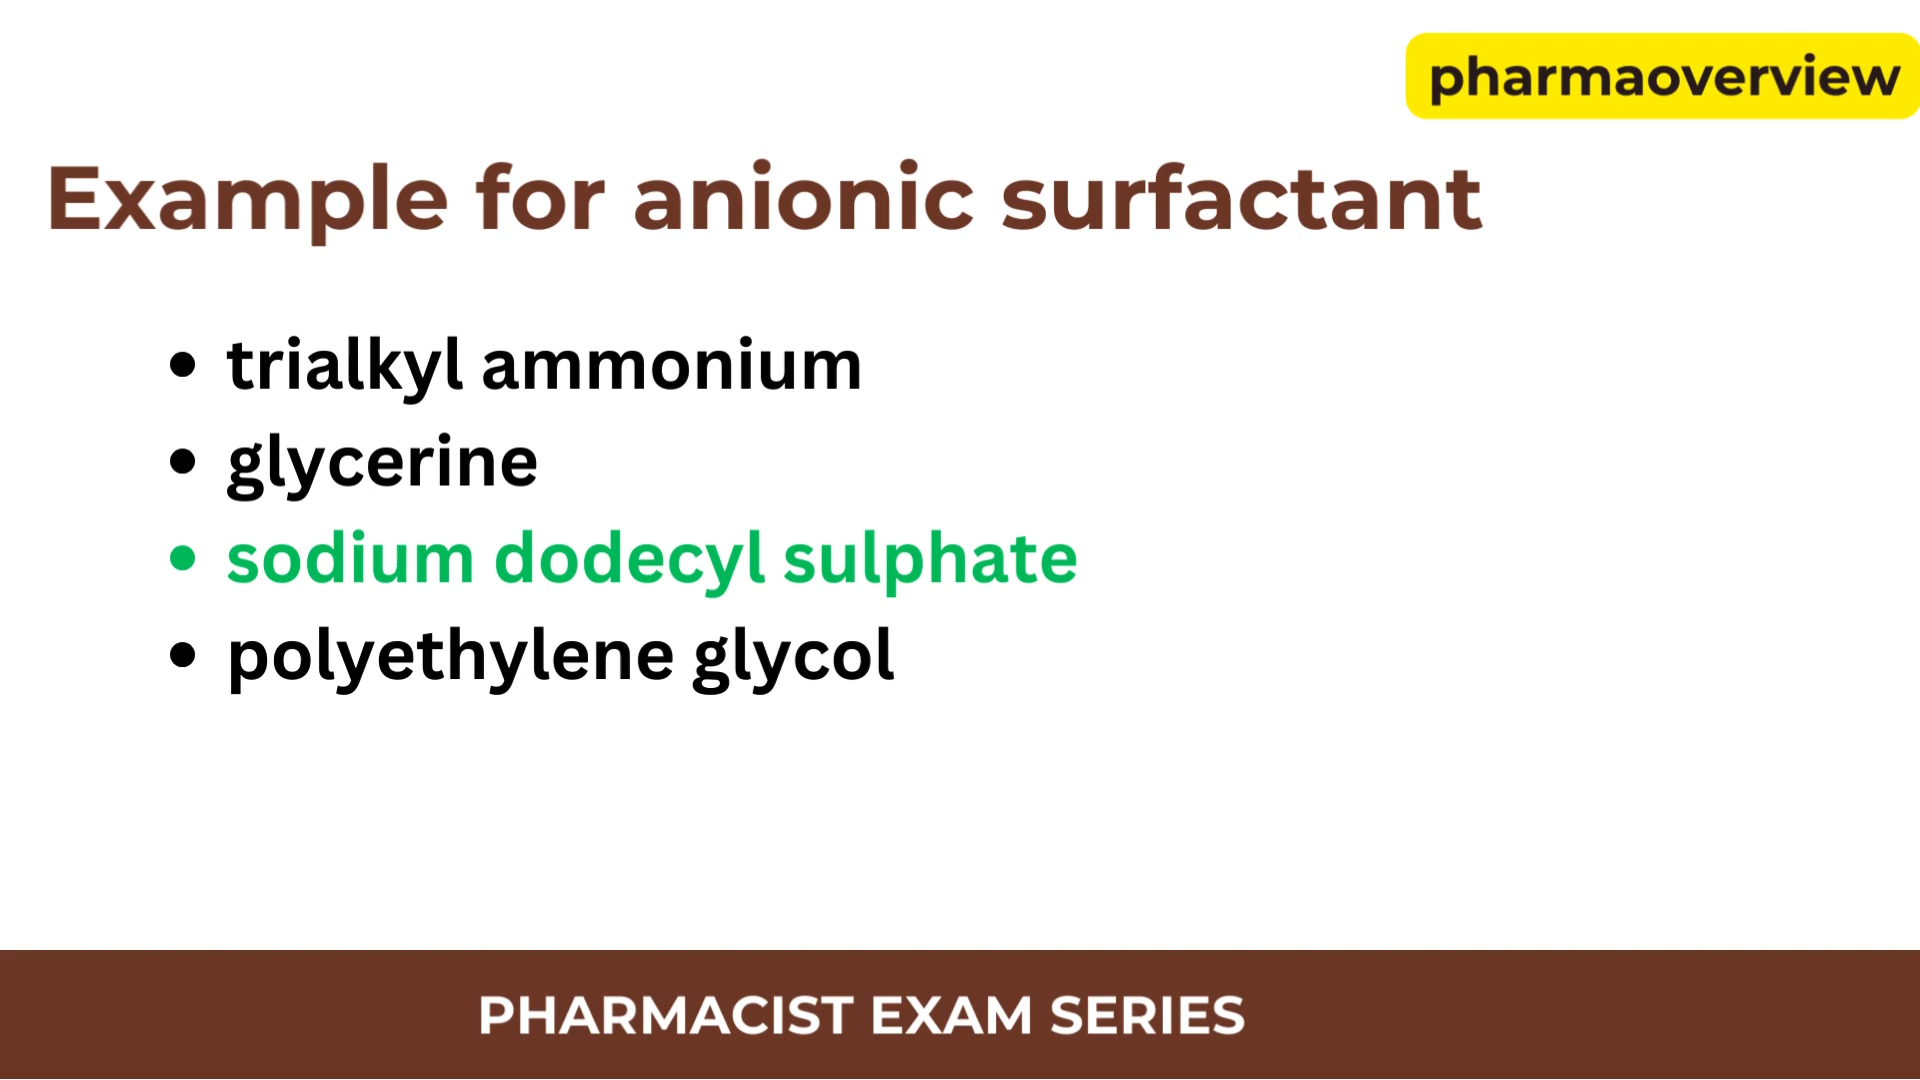 pharmaoverview
Example for anionic surfactant
• trialkyl ammonium
• glycerine
• sodium dodecyl sulphate
• polyethylene glycol
PHARMACIST EXAM SERIES